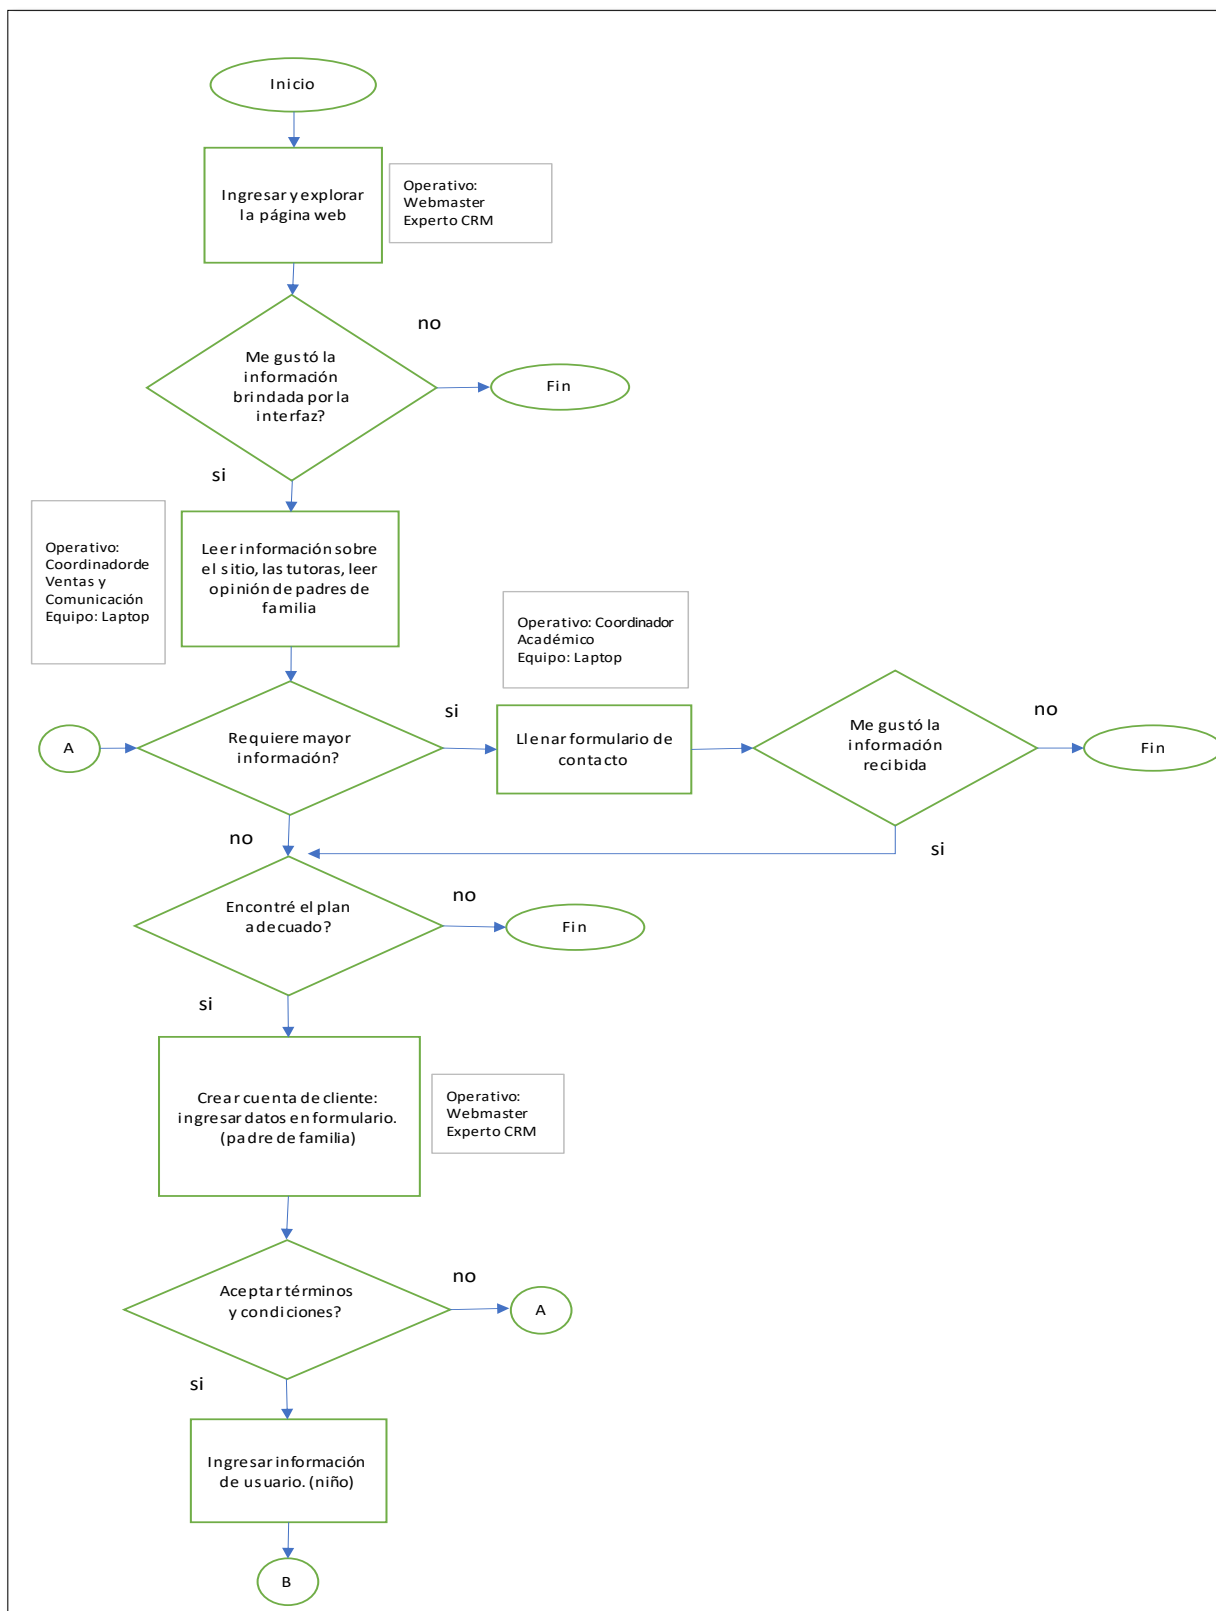 Inicio
Ingresar y explorar
la página web
Operativo:
Webmaster
Experto CRM
no
Me gustó la
información
brindada por la
interfaz?
Fin
si
Operativo:
Coordinadorde
Ventas y
Comunicación
Equipo: Laptop
Leer información sobre
el sitio, las tutoras, leer
opinión de padres de
familia
Operativo: Coordinador
Académico
Equipo: Laptop
A
Requiere mayor
información?
si
Llenar formulario de
contacto
Me gustó la
información
recibida
no
Fin
no
si
Encontré el plan
adecuado?
no
Fin
si
Crear cuenta de cliente:
ingresar datos en formulario.
(padre de familia)
Operativo:
Webmaster
Experto CRM
Aceptar términos
y condiciones?
no
A
si
Ingresar información
de usuario. (niño)
B